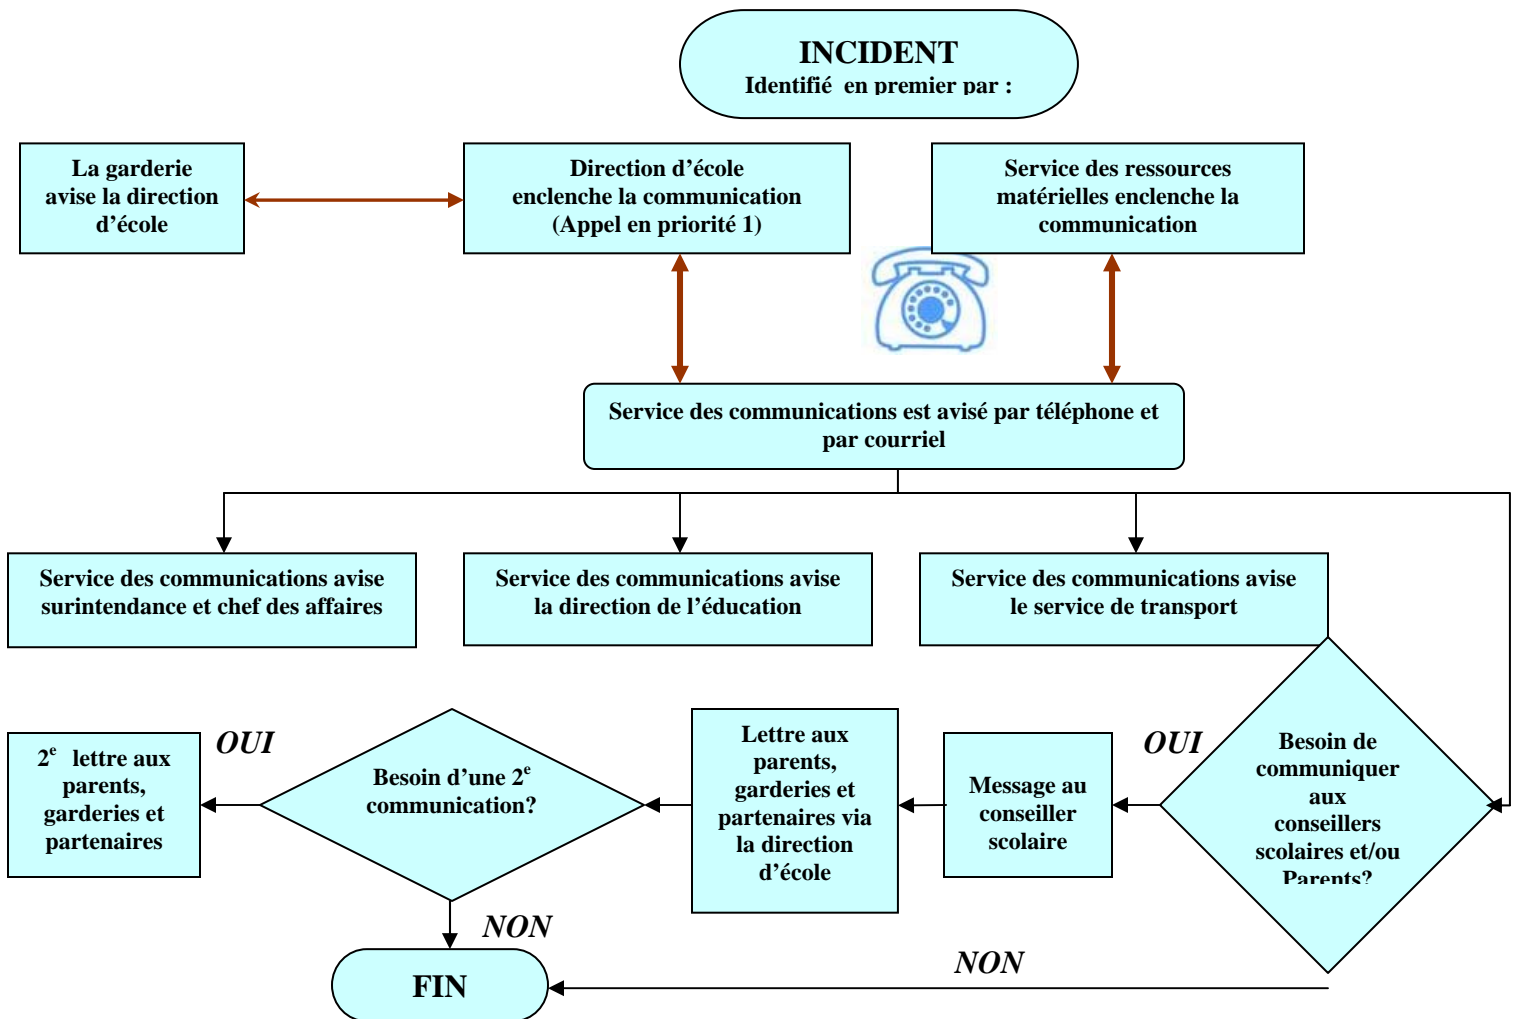 INCIDENT
Identifié en premier par :
La garderie
avise la direction
d'école
Direction d'école
enclenche la communication
(Appel en priorité 1)
Service des ressources
matérielles enclenche la
communication
Service des communications est avisé par téléphone et
par courriel
Service des communications avise
surintendance et chef des affaires
Service des communications avise
la direction de l'éducation
Service des communications avise
le service de transport
Besoin de
communiquer
aux
conseillers
scolaires et/ou
Parents?
OUI
Message au
conseiller
scolaire
Lettre aux
parents,
garderies et
partenaires via
la direction
d'école
Besoin d'une 2e
communication?
OUI
2e lettre aux
parents,
garderies et
partenaires
NON
NON
FIN